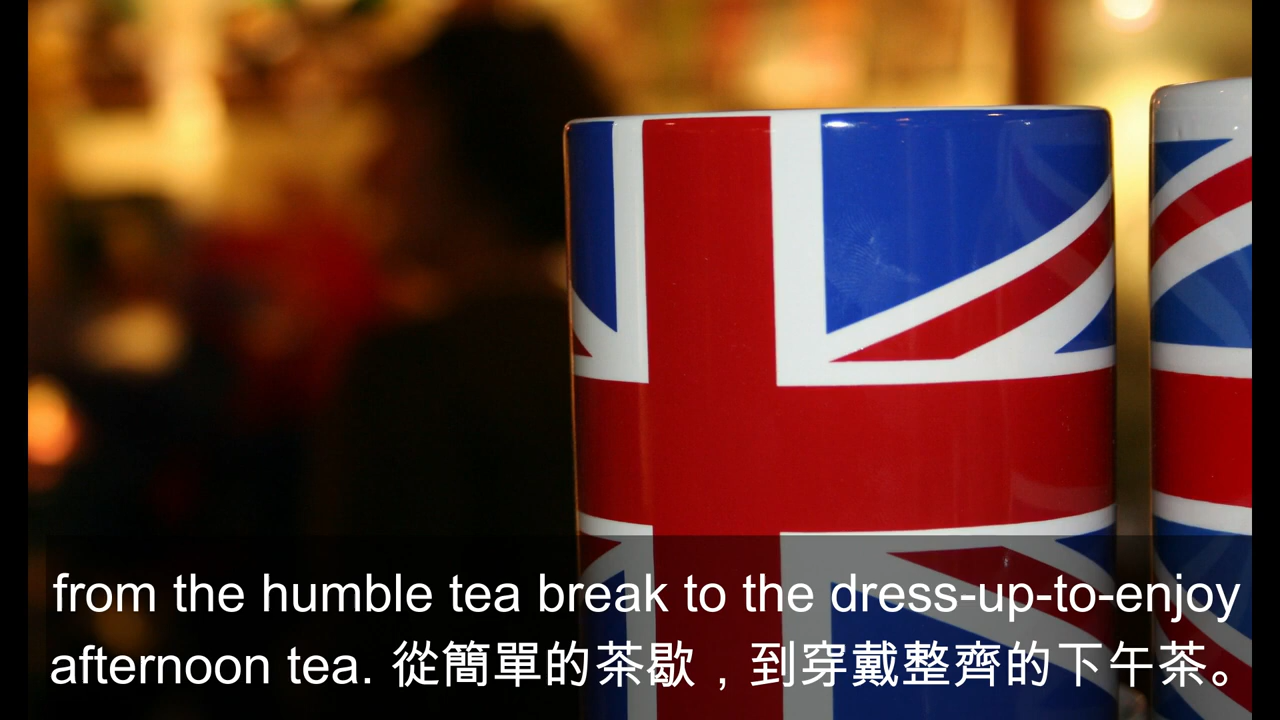 from the humble tea break to the dress-up-to-enjoy
afternoon tea. 從簡單的茶歇，到穿戴整齊的下午茶。